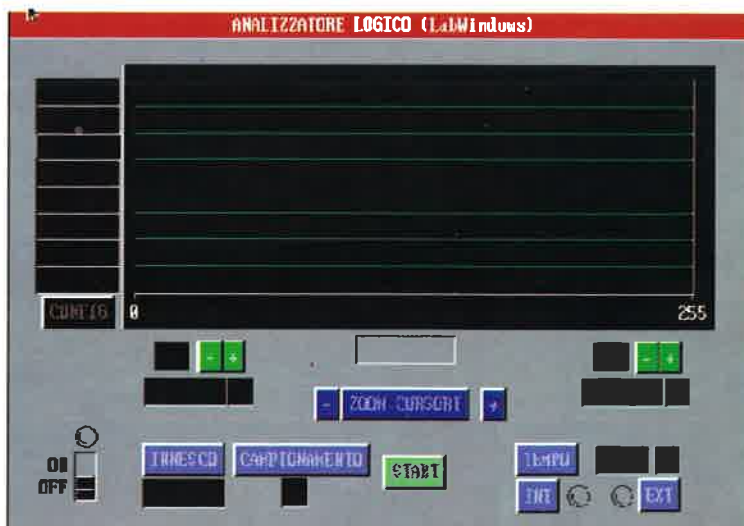 ANALIZZATORE LOGICO (LabWindows)
CONFIG 0 255
- + - +
- ZOOM CURSORI +
ON INNESCO CAMPIONAMENTO START TEMPO
OFF INT EXT